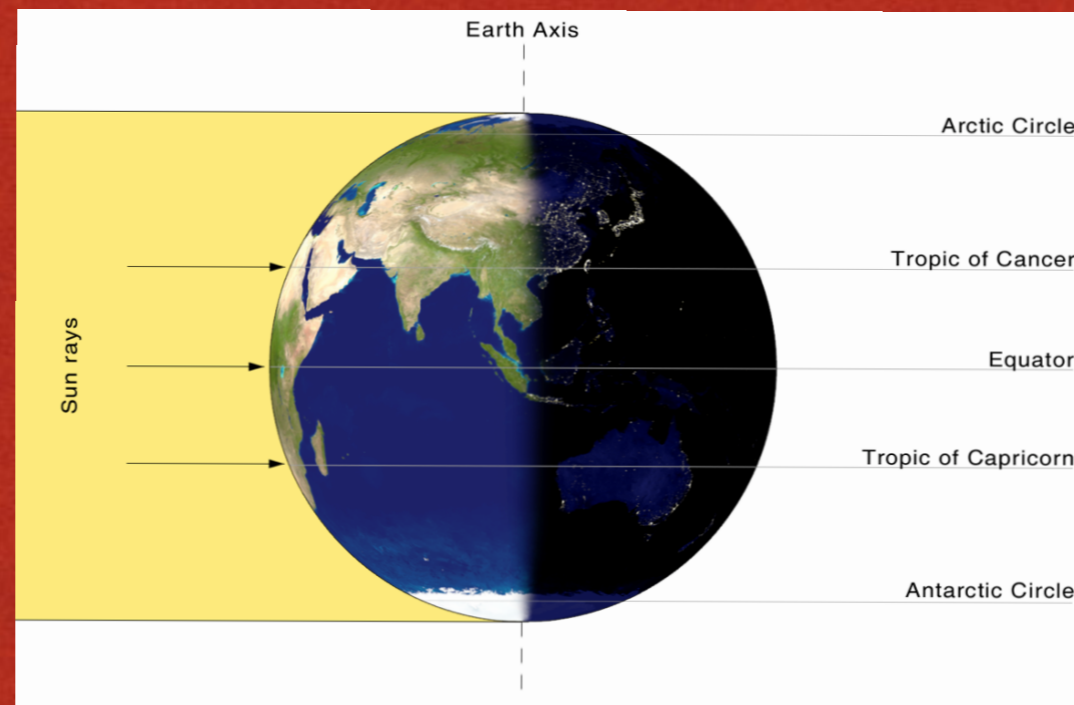 Earth Axis
Arctic Circle
Tropic of Cancer
Sun rays
Equator
Tropic of Capricorn
Antarctic Circle